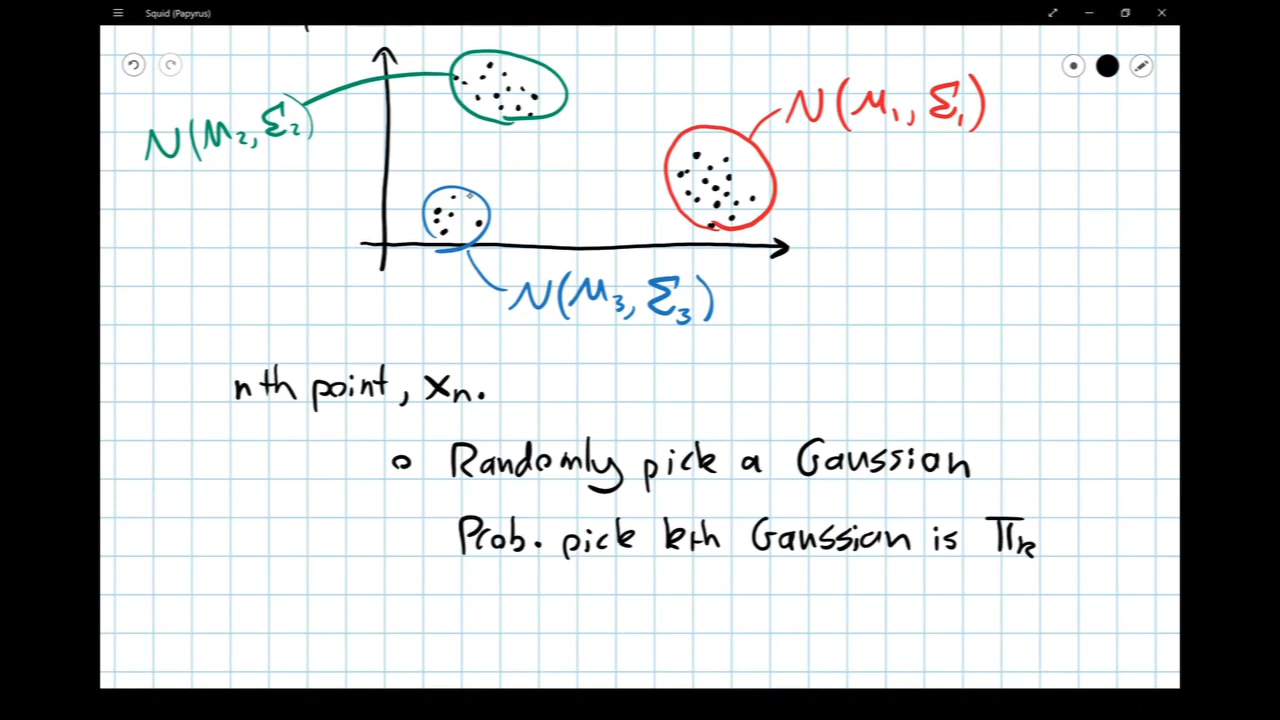 Squid (Papyrus)
N(μ₂, Σ₂)
N(μ₁, Σ₁)
N(μ₃, Σ₃)
nth point, xₙ.
o Randomly pick a Gaussian
Prob. pick kth Gaussian is πₖ